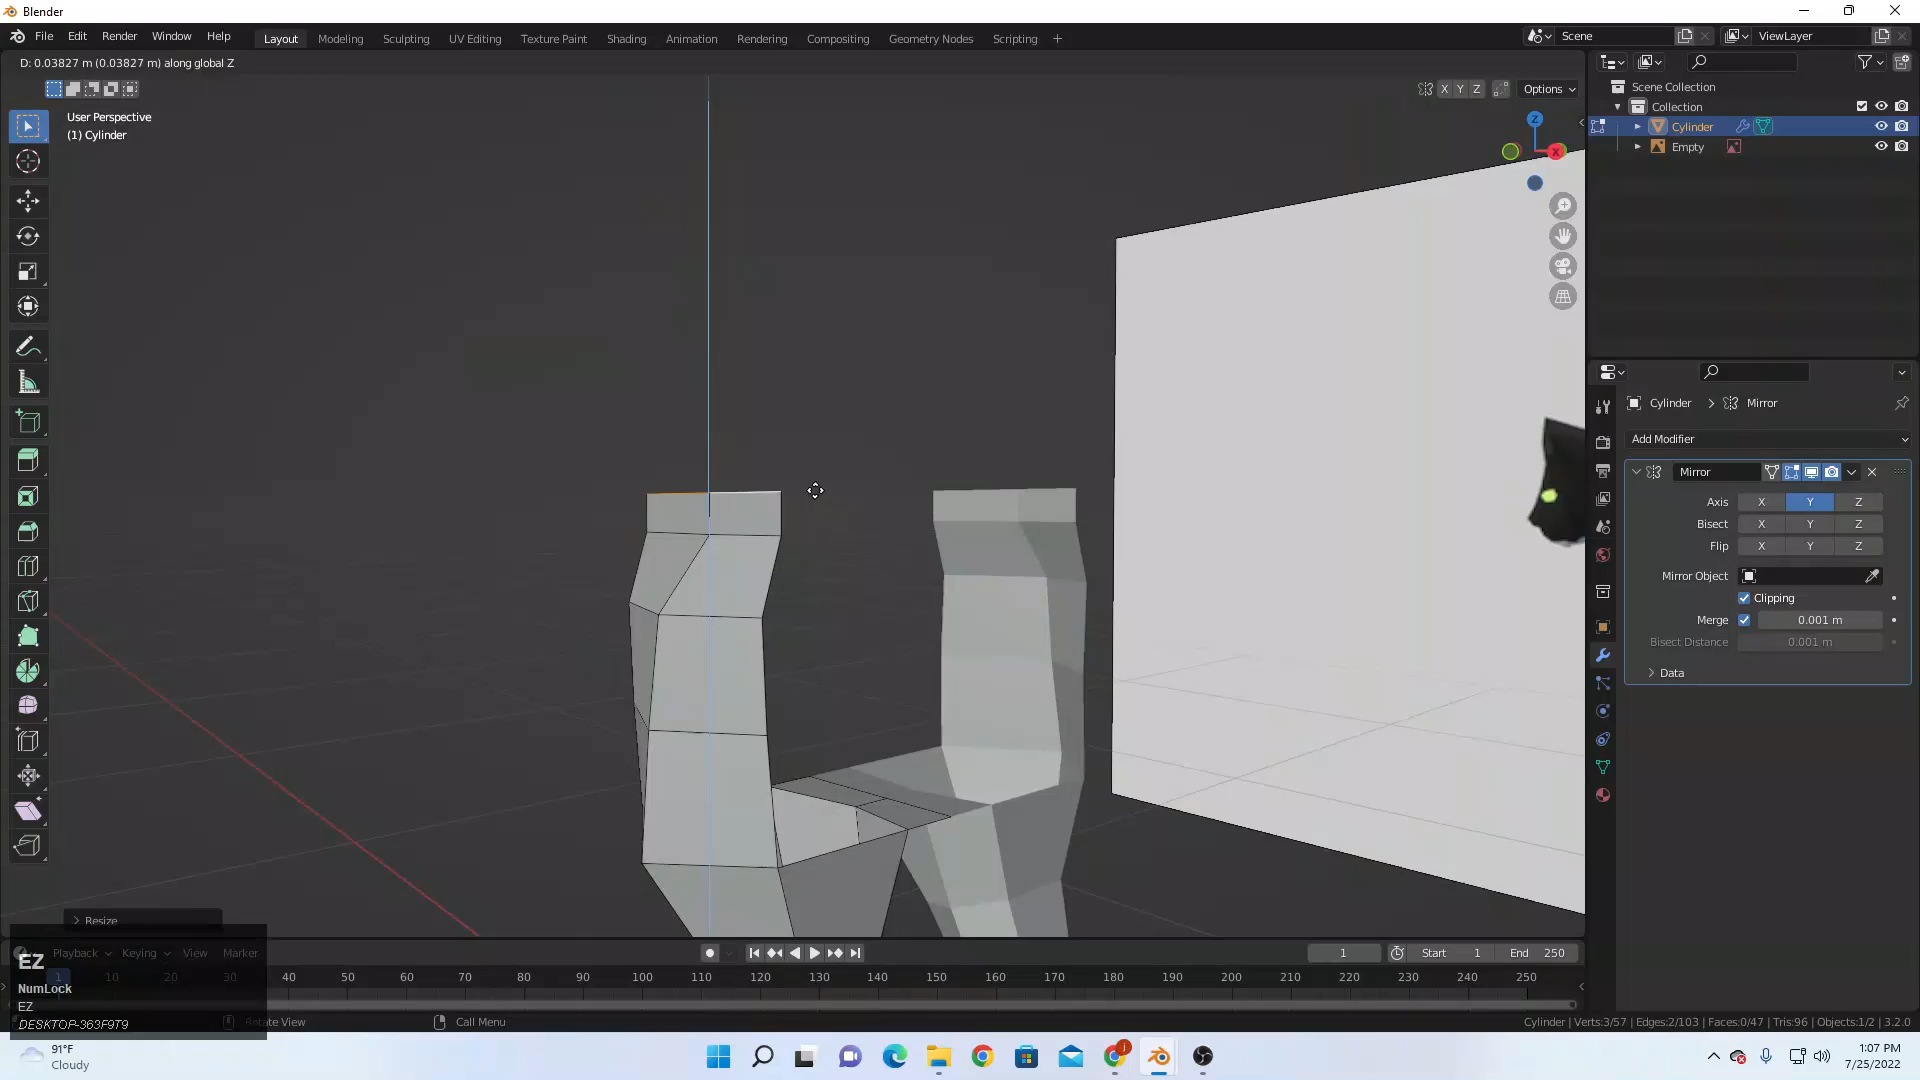 Blender
File Edit Render Window Help Layout Modeling Sculpting UV Editing Texture Paint Shading Animation Rendering Compositing Geometry Nodes Scripting + Scene ViewLayer
D: 0.03827 m (0.03827 m) along global Z
X Y Z Options
User Perspective
(1) Cylinder
Z
X
Scene Collection
Collection
Cylinder
Empty
Cylinder > Mirror
Add Modifier
Mirror
Axis X Y Z
Bisect X Y Z
Flip X Y Z
Mirror Object
Clipping
Merge 0.001 m
Bisect Distance 0.001 m
Data
Resize
Playback Keying View Marker 1 Start 1 End 250
1 10 20 30 40 50 60 70 80 90 100 110 120 130 140 150 160 170 180 190 200 210 220 230 240 250
EZ
NumLock
EZ
DESKTOP-363F9T9
Rotate View Call Menu
Cylinder | Verts:3/57 | Edges:2/103 | Faces:0/47 | Tris:96 | Objects:1/2 | 3.2.0
91°F
Cloudy
1:07 PM
7/25/2022